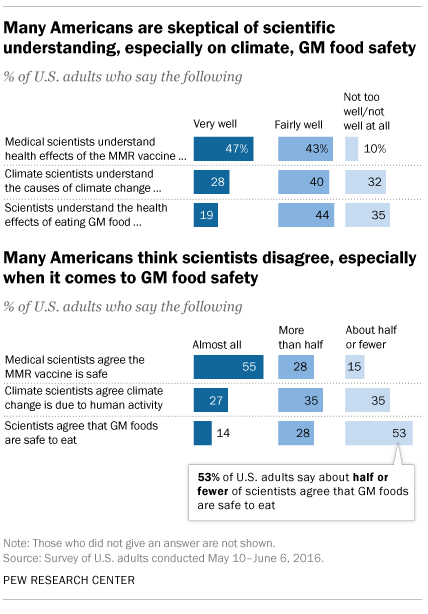 Many Americans are skeptical of scientific
understanding, especially on climate, GM food safety
% of U.S. adults who say the following
Very well
Fairly well
Not too
well/not
well at all
Medical scientists understand
health effects of the MMR vaccine ...
47%
43%
10%
Climate scientists understand
the causes of climate change ...
28
40
32
Scientists understand the health
effects of eating GM food ...
19
44
35
Many Americans think scientists disagree, especially
when it comes to GM food safety
% of U.S. adults who say the following
Almost all
More
than half
About half
or fewer
Medical scientists agree the
MMR vaccine is safe
55
28
15
Climate scientists agree climate
change is due to human activity
27
35
35
Scientists agree that GM foods
are safe to eat
14
28
53
53% of U.S. adults say about half or
fewer of scientists agree that GM foods
are safe to eat
Note: Those who did not give an answer are not shown.
Source: Survey of U.S. adults conducted May 10–June 6, 2016.
PEW RESEARCH CENTER